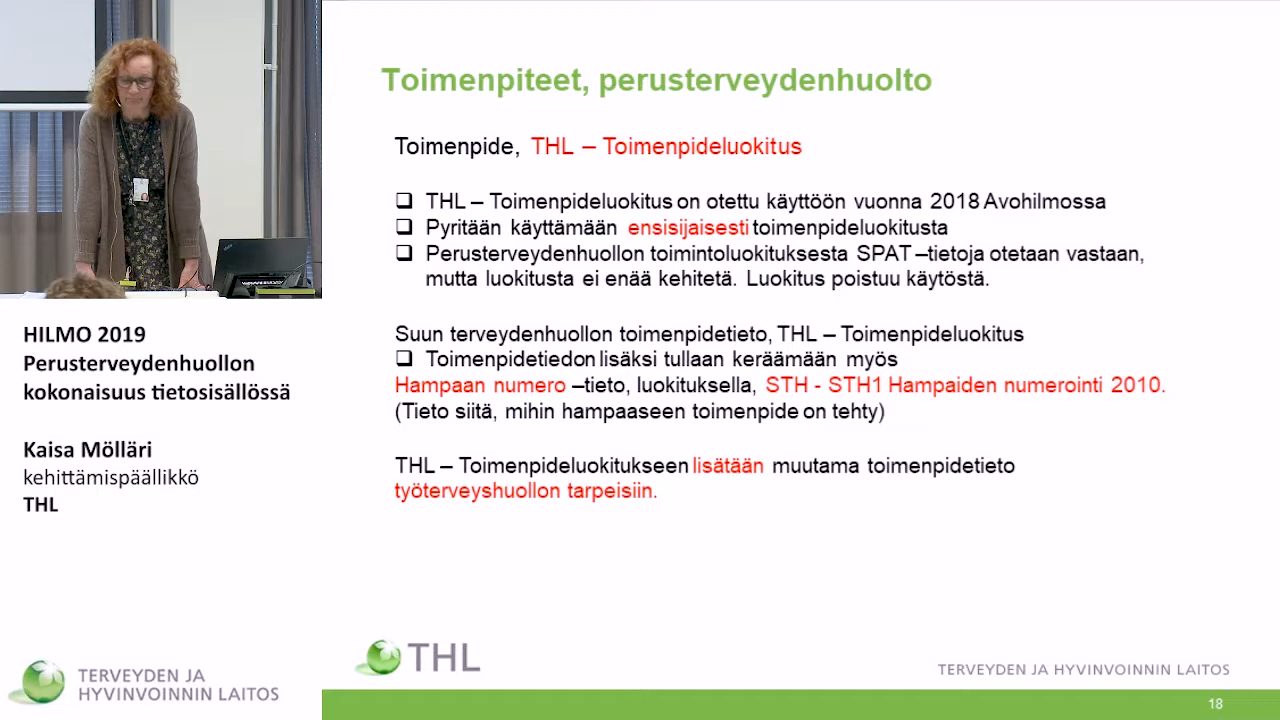 Toimenpiteet, perusterveydenhuolto
Toimenpide, THL – Toimenpideluokitus
THL – Toimenpideluokitus on otettu käyttöön vuonna 2018 Avohilmossa
Pyritään käyttämään ensisijaisesti toimenpideluokitusta
Perusterveydenhuollon toimintoluokituksesta SPAT –tietoja otetaan vastaan,
mutta luokitusta ei enää kehitetä. Luokitus poistuu käytöstä.
Suun terveydenhuollon toimenpidetieto, THL – Toimenpideluokitus
Toimenpidetiedon lisäksi tullaan keräämään myös
Hampaan numero –tieto, luokituksella, STH - STH1 Hampaiden numerointi 2010.
(Tieto siitä, mihin hampaaseen toimenpide on tehty)
THL – Toimenpideluokitukseen lisätään muutama toimenpidetieto
työterveyshuollon tarpeisiin.
HILMO 2019
Perusterveydenhuollon
kokonaisuus tietosisällössä
Kaisa Mölläri
kehittämispäällikkö
THL
TERVEYDEN JA
HYVINVOINNIN LAITOS
THL
TERVEYDEN JA HYVINVOINNIN LAITOS
18